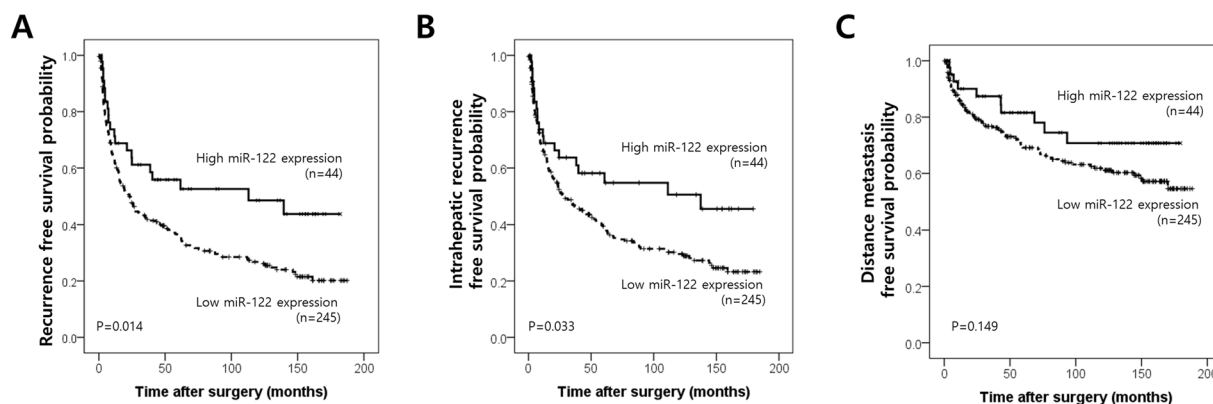 A
Recurrence free survival probability
1.0
0.8
0.6
0.4
0.2
0.0
High miR-122 expression
(n=44)
Low miR-122 expression
(n=245)
P=0.014
0 50 100 150 200
Time after surgery (months)
B
Intrahepatic recurrence
free survival probability
1.0
0.8
0.6
0.4
0.2
0.0
High miR-122 expression
(n=44)
Low miR-122 expression
(n=245)
P=0.033
0 50 100 150 200
Time after surgery (months)
C
Distance metastasis
free survival probability
1.0
0.8
0.6
0.4
0.2
0.0
High miR-122 expression
(n=44)
Low miR-122 expression
(n=245)
P=0.149
0 50 100 150 200
Time after surgery (months)